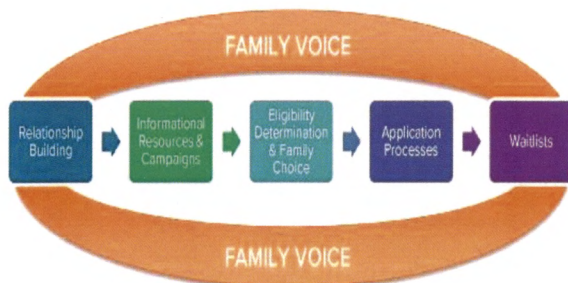 FAMILY VOICE
Relationship
Building
Informational
Resources &
Campaigns
Eligibility
Determination
& Family
Choice
Application
Processes
Waitlists
FAMILY VOICE